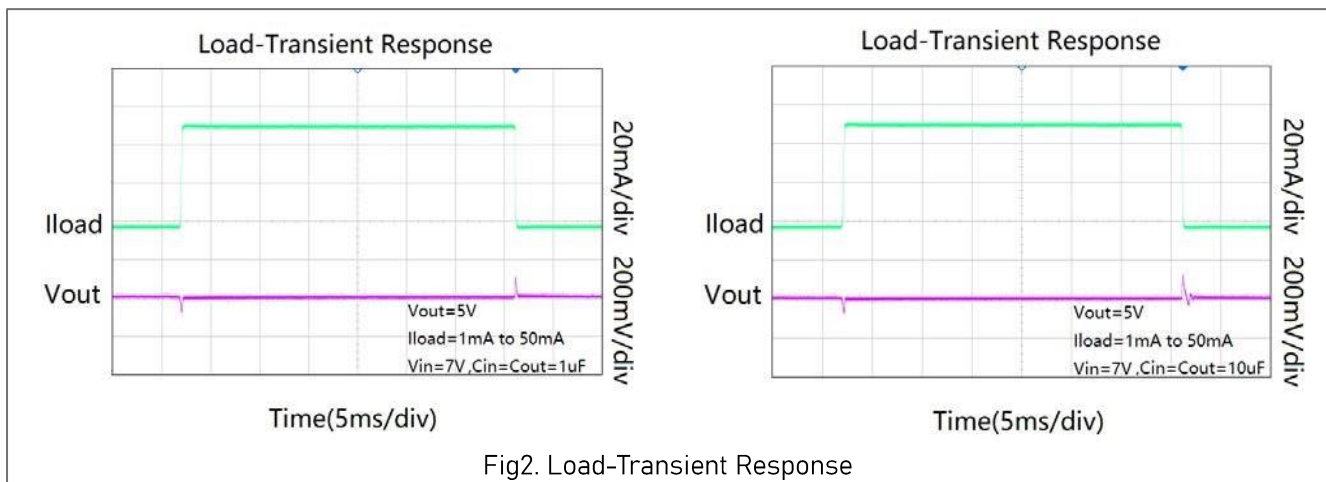 Load-Transient Response
Iload
Vout
20mA/div
200mV/div
Vout=5V
Iload=1mA to 50mA
Vin=7V ,Cin=Cout=1uF
Time(5ms/div)
Load-Transient Response
Iload
Vout
20mA/div
200mV/div
Vout=5V
Iload=1mA to 50mA
Vin=7V ,Cin=Cout=10uF
Time(5ms/div)
Fig2. Load-Transient Response